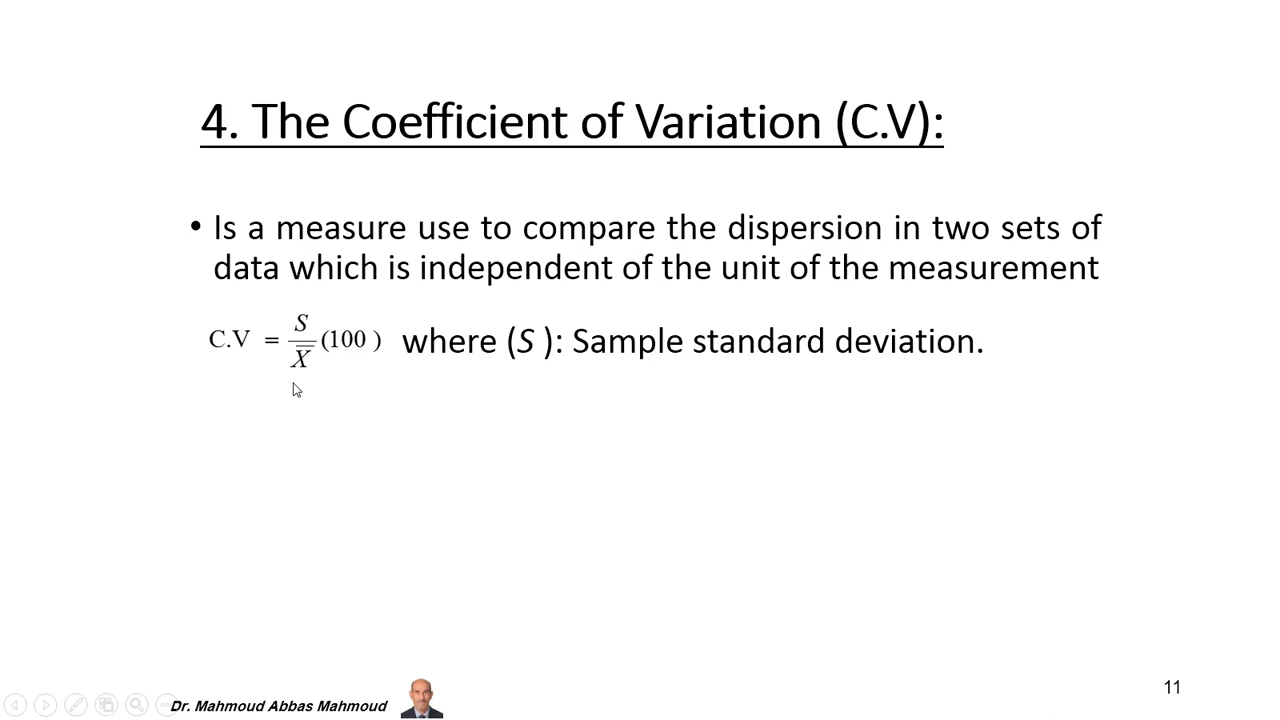 4. The Coefficient of Variation (C.V):
• Is a measure use to compare the dispersion in two sets of
data which is independent of the unit of the measurement
C.V = S / X̅ (100 ) where (S ): Sample standard deviation.
Dr. Mahmoud Abbas Mahmoud
11